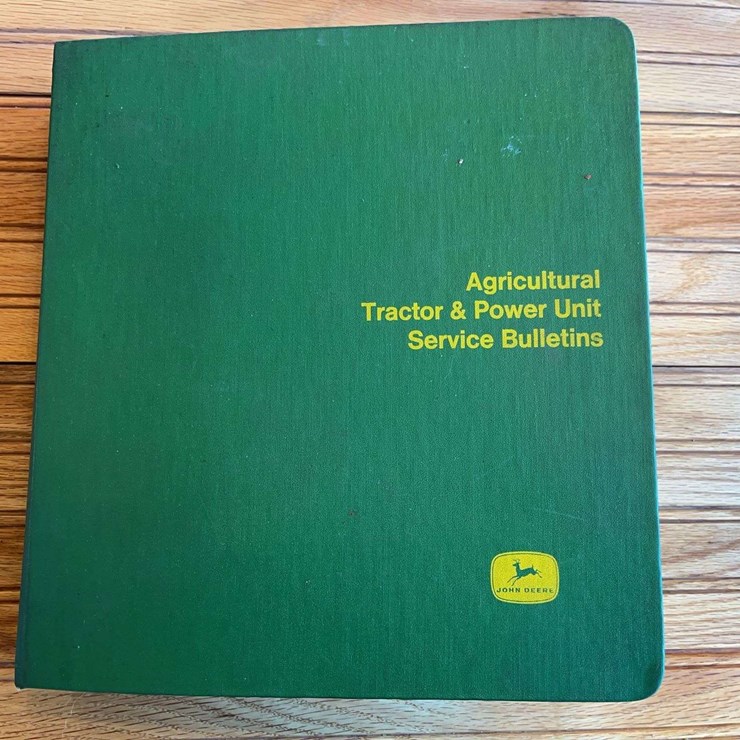 Agricultural
Tractor & Power Unit
Service Bulletins
JOHN DEERE